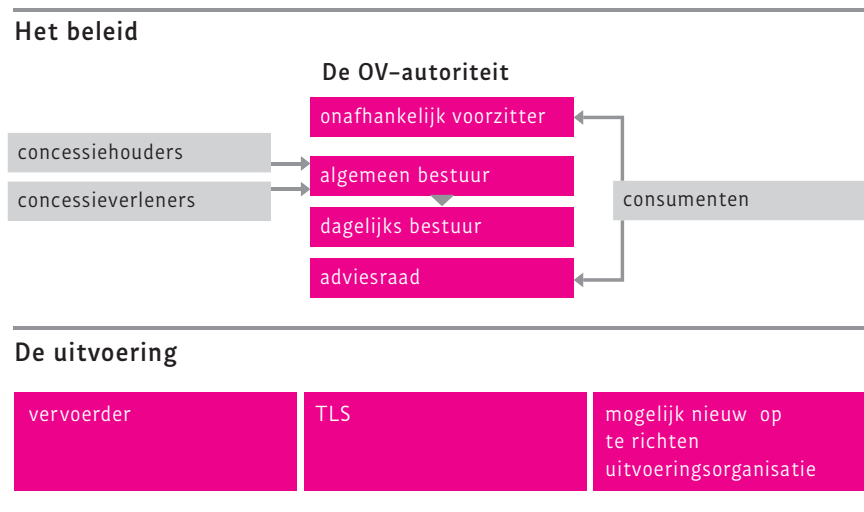 Het beleid
De OV-autoriteit
onafhankelijk voorzitter
concessiehouders
algemeen bestuur
concessieverleners
consumenten
dagelijks bestuur
adviesraad
De uitvoering
vervoerder
TLS
mogelijk nieuw op
te richten
uitvoeringsorganisatie